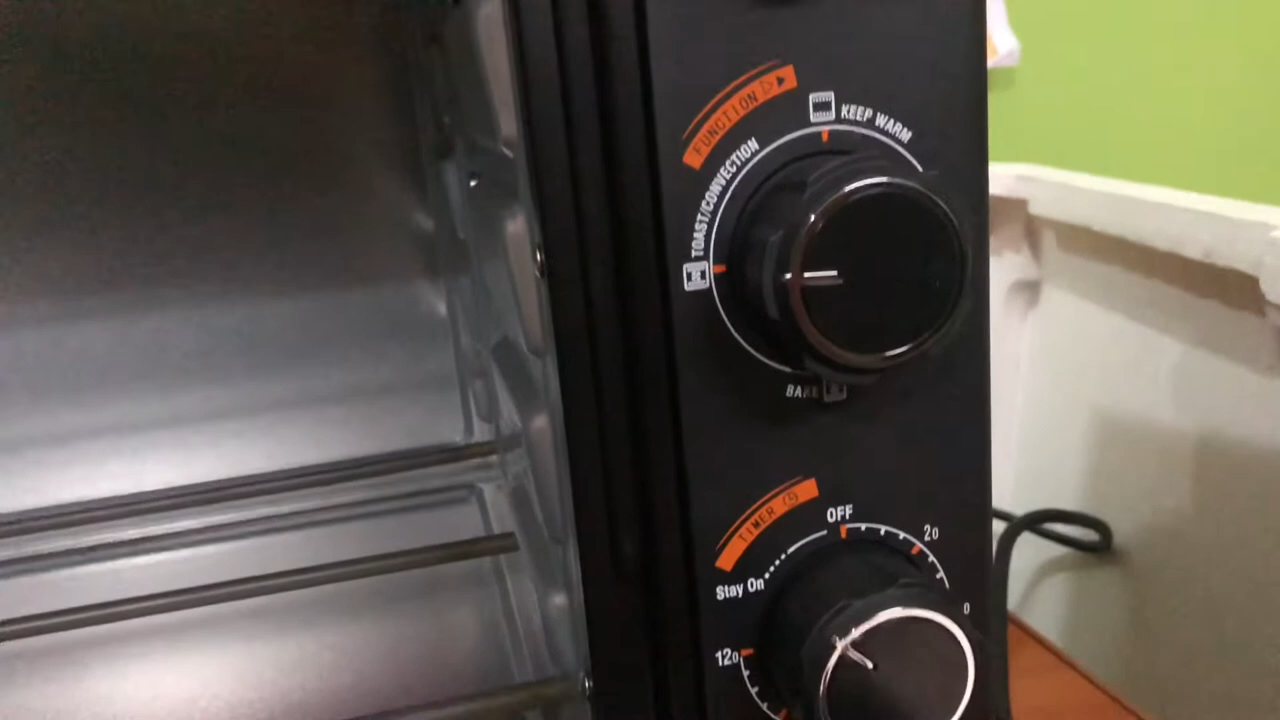 FUNCTION
KEEP WARM
TOAST/CONVECTION
BAKE
TIMER
OFF
20
Stay On
120